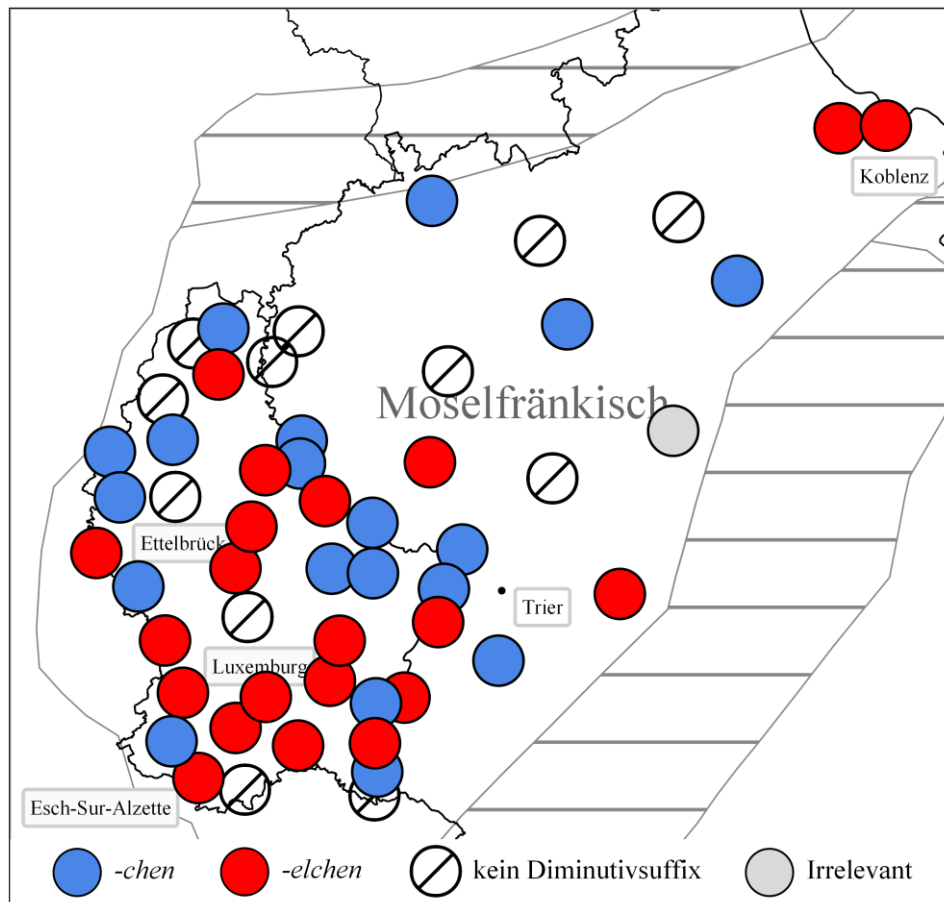 Koblenz
Moselfränkisch
Ettelbrück
Trier
Luxemburg
Esch-Sur-Alzette
-chen
-elchen
kein Diminutivsuffix
Irrelevant